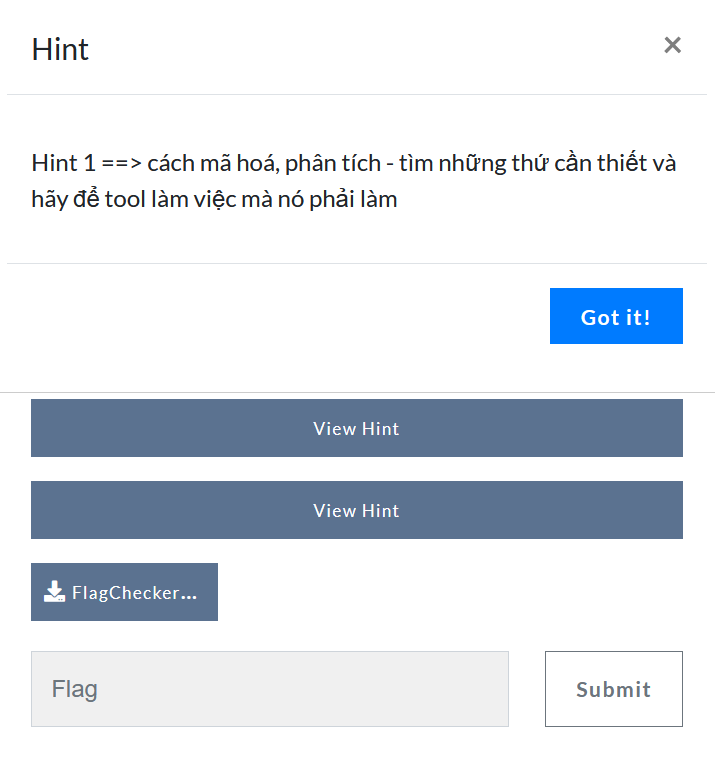 Hint
×
Hint 1 ==> cách mã hoá, phân tích - tìm những thứ cần thiết và
hãy để tool làm việc mà nó phải làm
Got it!
View Hint
View Hint
FlagChecker...
Flag
Submit